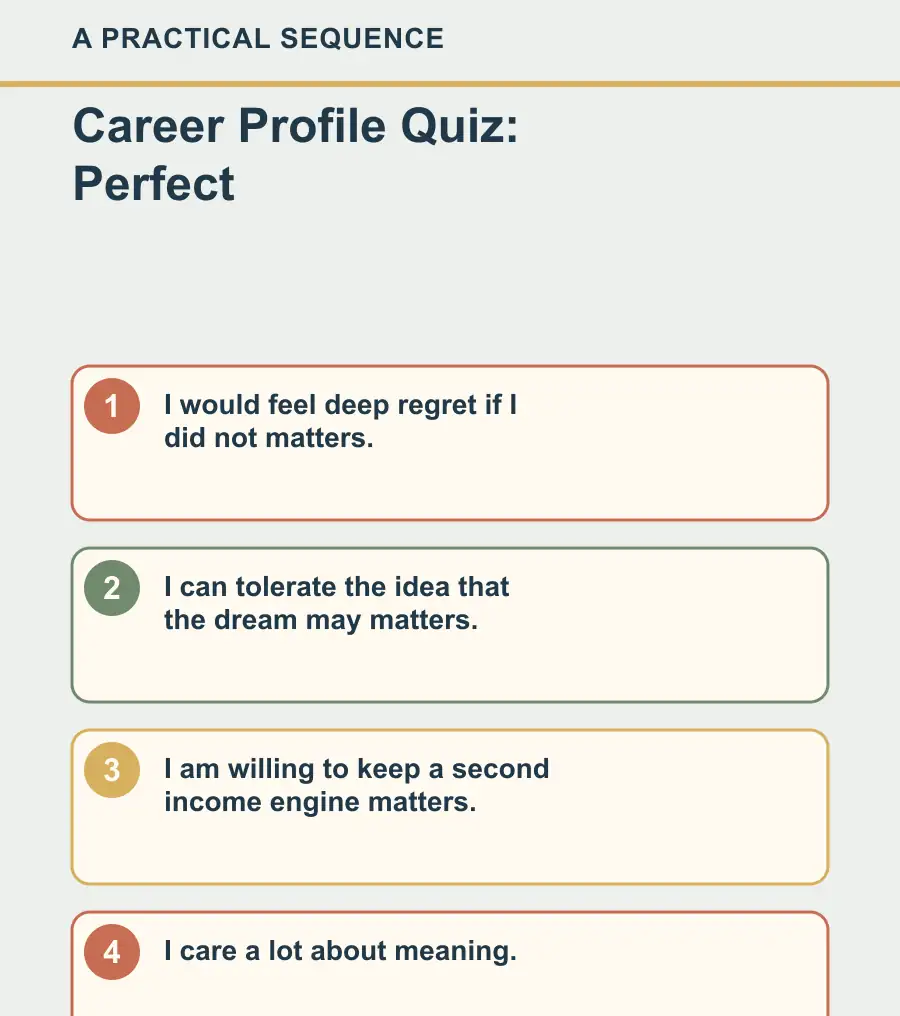 A PRACTICAL SEQUENCE
Career Profile Quiz:
Perfect
1
I would feel deep regret if I
did not matters.
2
I can tolerate the idea that
the dream may matters.
3
I am willing to keep a second
income engine matters.
4
I care a lot about meaning.